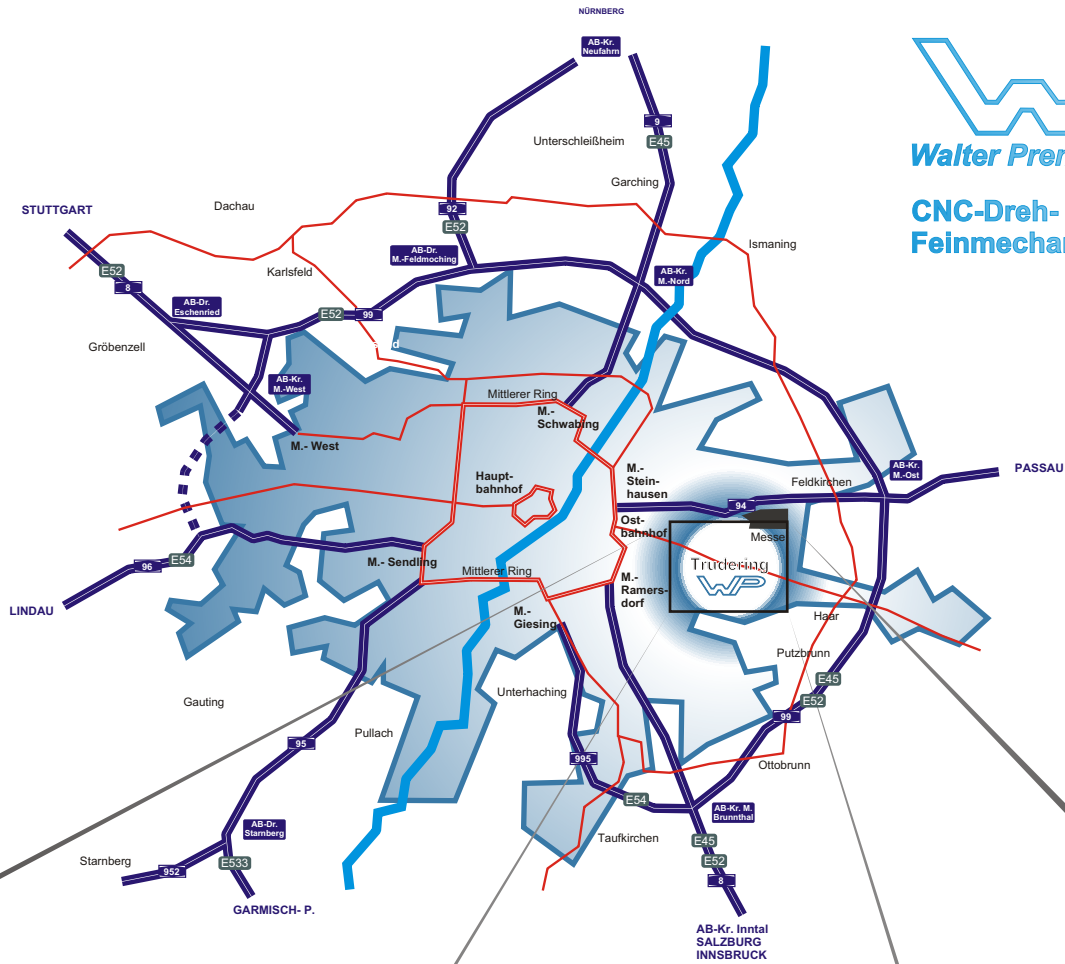 NÜRNBERG
AB-Kr.
Neufahrn
9
E45
Unterschleißheim
Garching
Walter
CNC-Dreh-
STUTTGART
Dachau
92
E52
AB-Dr.
M.-Feldmoching
Ismaning
E52
8
Karlsfeld
AB-Kr.
M.-Nord
AB-Dr.
Eschenried
E52
99
Gröbenzell
AB-Kr.
M.-West
Mittlerer Ring
M.-
Schwabing
M.- West
Haupt-
bahnhof
M.-
Stein-
hausen
Feldkirchen
AB-Kr.
M.-Ost
PASSAU
94
Ost-
bahnhof
Messe
M.- Sendling
Mittlerer Ring
Trudering
WP
96
E54
LINDAU
M.-
Ramers-
dorf
M.-
Giesing
Haar
Putzbrunn
E45
E52
Gauting
Unterhaching
99
Pullach
95
995
Ottobrunn
E54
AB-Kr. M.
Brunnthal
AB-Dr.
Starnberg
Taufkirchen
E45
E52
8
Starnberg
952
E533
GARMISCH- P.
AB-Kr. Inntal
SALZBURG
INNSBRUCK